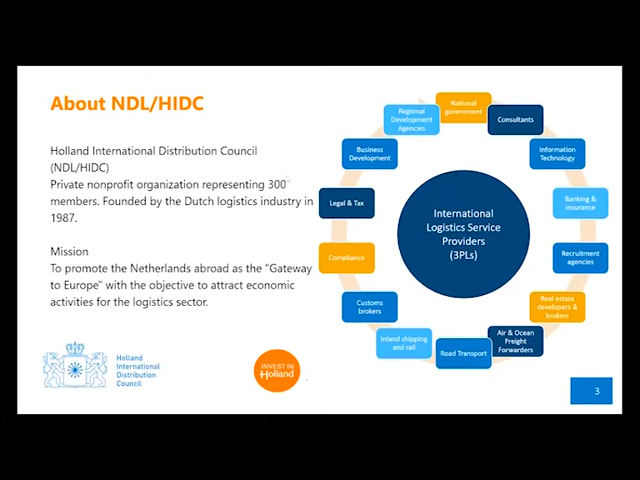 About NDL/HIDC
Holland International Distribution Council
(NDL/HIDC)
Private nonprofit organization representing 300
members. Founded by the Dutch logistics industry in
1987.
Mission
To promote the Netherlands abroad as the "Gateway
to Europe" with the objective to attract economic
activities for the logistics sector.
Holland
International
Distribution
Council
INVEST IN
Holland
National
government
Consultants
Information
Technology
Banking &
insurance
Recruitment
agencies
Real estate
developers &
brokers
Air & Ocean
Freight
Forwarders
Road Transport
Inland shipping
and rail
Customs
brokers
Compliance
Legal & Tax
Business
Development
Regional
Development
Agencies
International
Logistics Service
Providers
(3PLs)
3